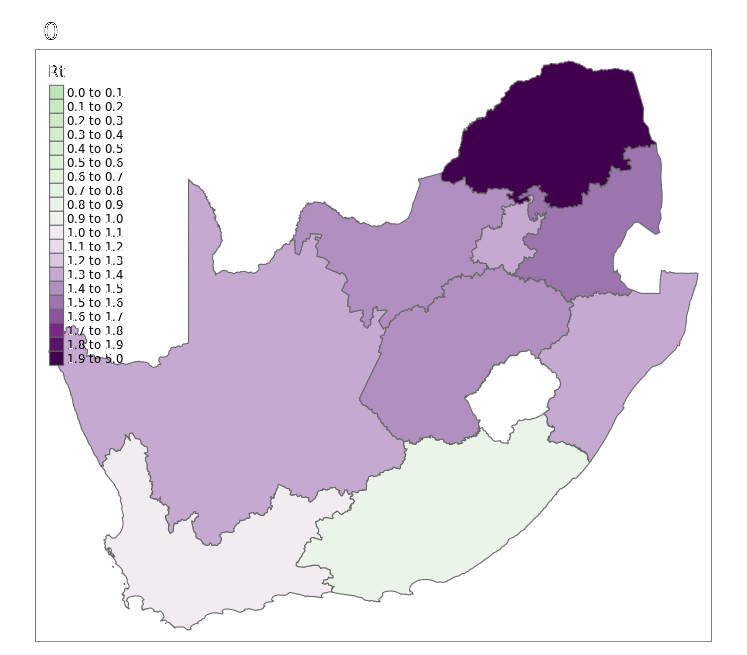 0
Rt
0.0 to 0.1
0.1 to 0.2
0.2 to 0.3
0.3 to 0.4
0.4 to 0.5
0.5 to 0.6
0.6 to 0.7
0.7 to 0.8
0.8 to 0.9
0.9 to 1.0
1.0 to 1.1
1.1 to 1.2
1.2 to 1.3
1.3 to 1.4
1.4 to 1.5
1.5 to 1.6
1.6 to 1.7
1.7 to 1.8
1.8 to 1.9
1.9 to 5.0